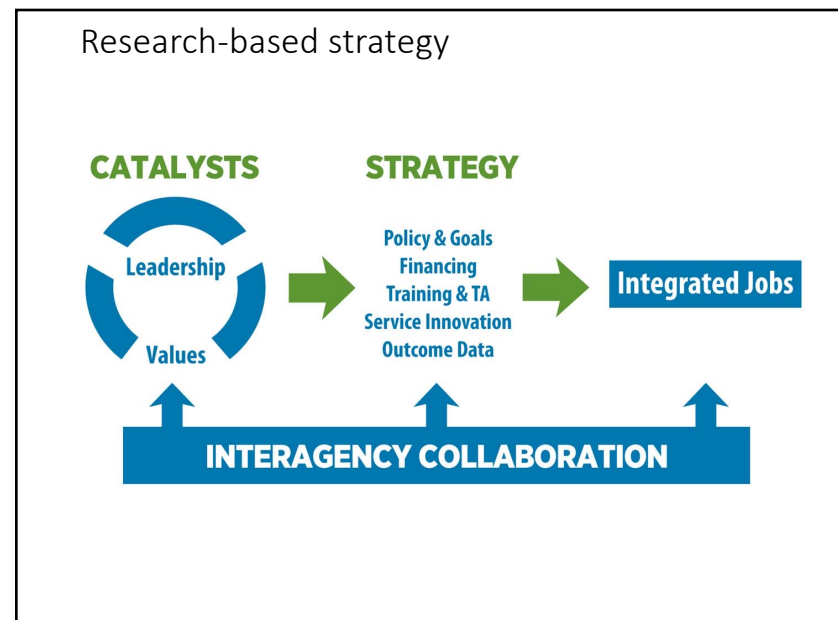 Research-based strategy
CATALYSTS
Leadership
Values
STRATEGY
Policy & Goals
Financing
Training & TA
Service Innovation
Outcome Data
Integrated Jobs
INTERAGENCY COLLABORATION